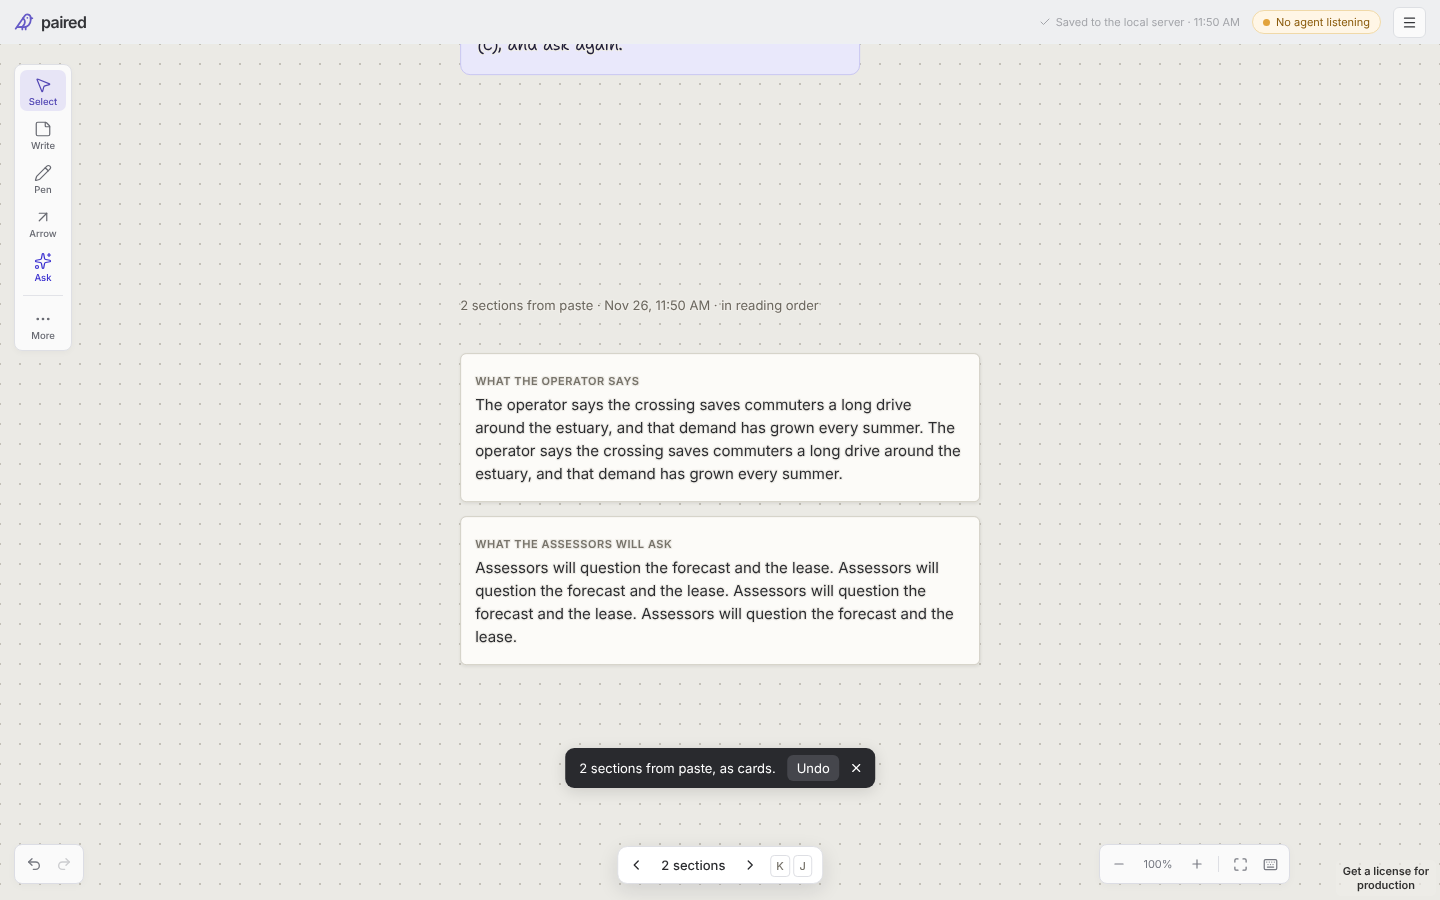 paired
Saved to the local server · 11:50 AM
No agent listening
(C), and ask again.
Select
Write
Pen
Arrow
Ask
More
2 sections from paste · Nov 26, 11:50 AM · in reading order
WHAT THE OPERATOR SAYS
The operator says the crossing saves commuters a long drive
around the estuary, and that demand has grown every summer. The
operator says the crossing saves commuters a long drive around the
estuary, and that demand has grown every summer.
WHAT THE ASSESSORS WILL ASK
Assessors will question the forecast and the lease. Assessors will
question the forecast and the lease. Assessors will question the
forecast and the lease. Assessors will question the forecast and the
lease.
2 sections from paste, as cards. Undo
2 sections K J
100%
Get a license for
production